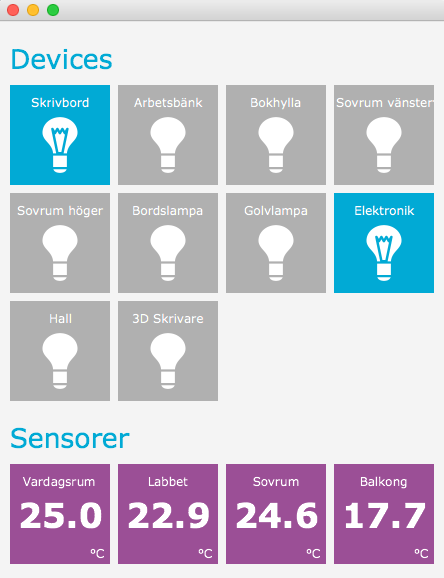 Devices
Skrivbord
Arbetsbänk
Bokhylla
Sovrum vänster
Sovrum höger
Bordslampa
Golvlampa
Elektronik
Hall
3D Skrivare
Sensorer
Vardagsrum
Labbet
Sovrum
Balkong
25.0
22.9
24.6
17.7
°C
°C
°C
°C